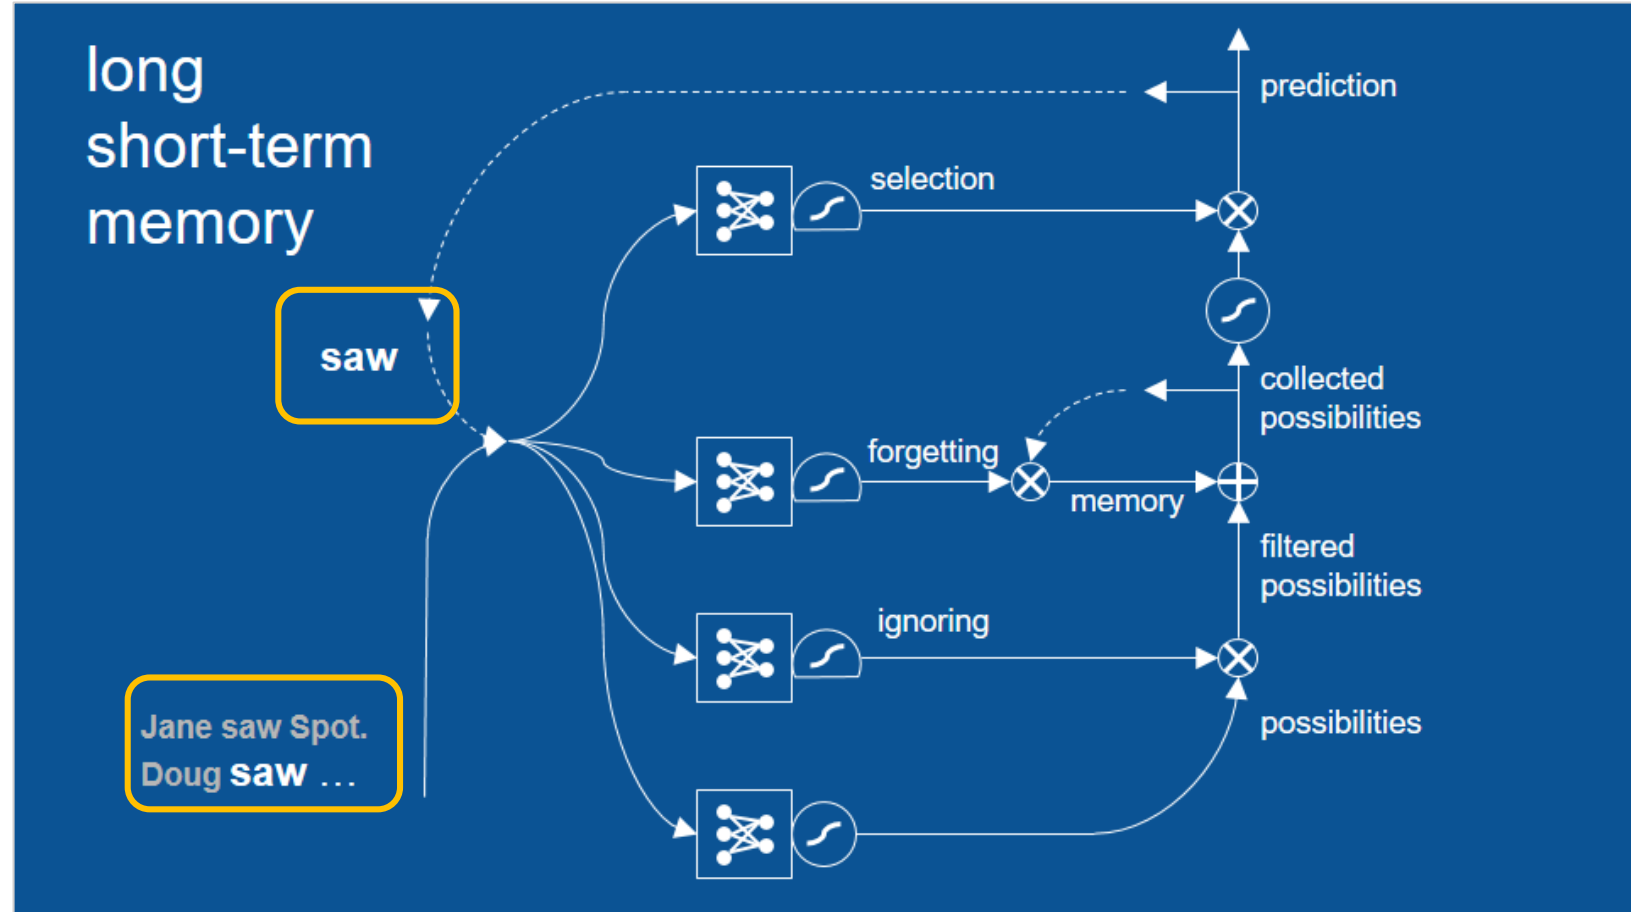 long
short-term
memory
prediction
selection
saw
collected
possibilities
forgetting
memory
filtered
possibilities
ignoring
Jane saw Spot.
Doug saw ...
possibilities